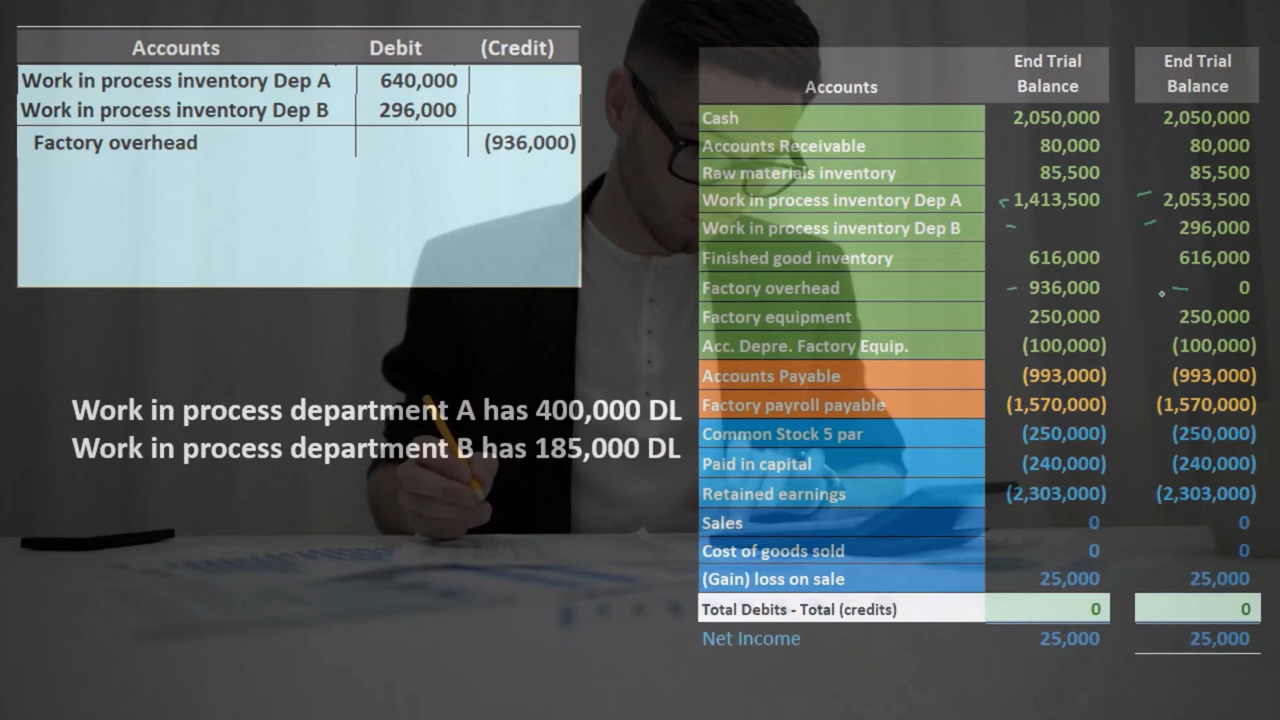 Accounts Debit (Credit)
Work in process inventory Dep A 640,000
Work in process inventory Dep B 296,000
Factory overhead (936,000)
Work in process department A has 400,000 DL
Work in process department B has 185,000 DL
Accounts End Trial Balance End Trial Balance
Cash 2,050,000 2,050,000
Accounts Receivable 80,000 80,000
Raw materials inventory 85,500 85,500
Work in process inventory Dep A 1,413,500 2,053,500
Work in process inventory Dep B 296,000
Finished good inventory 616,000 616,000
Factory overhead 936,000 0
Factory equipment 250,000 250,000
Acc. Depre. Factory Equip. (100,000) (100,000)
Accounts Payable (993,000) (993,000)
Factory payroll payable (1,570,000) (1,570,000)
Common Stock 5 par (250,000) (250,000)
Paid in capital (240,000) (240,000)
Retained earnings (2,303,000) (2,303,000)
Sales 0 0
Cost of goods sold 0 0
(Gain) loss on sale 25,000 25,000
Total Debits - Total (credits) 0 0
Net Income 25,000 25,000